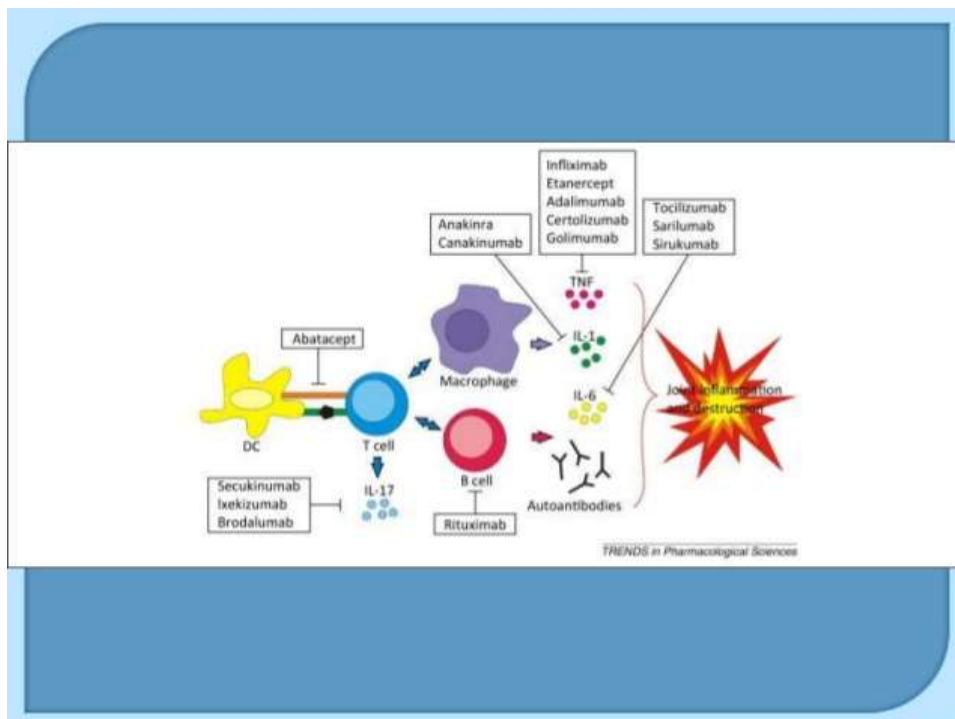 Infliximab
Etanercept
Adalimumab
Certolizumab
Golimumab
Tocilizumab
Sarilumab
Sirukumab
Anakinra
Canakinumab
TNF
Abatacept
IL-1
Macrophage
IL-6
Joint inflammation
and destruction
DC
T cell
B cell
IL-17
Autoantibodies
Secukinumab
Ixekizumab
Brodalumab
Rituximab
TRENDS in Pharmacological Sciences